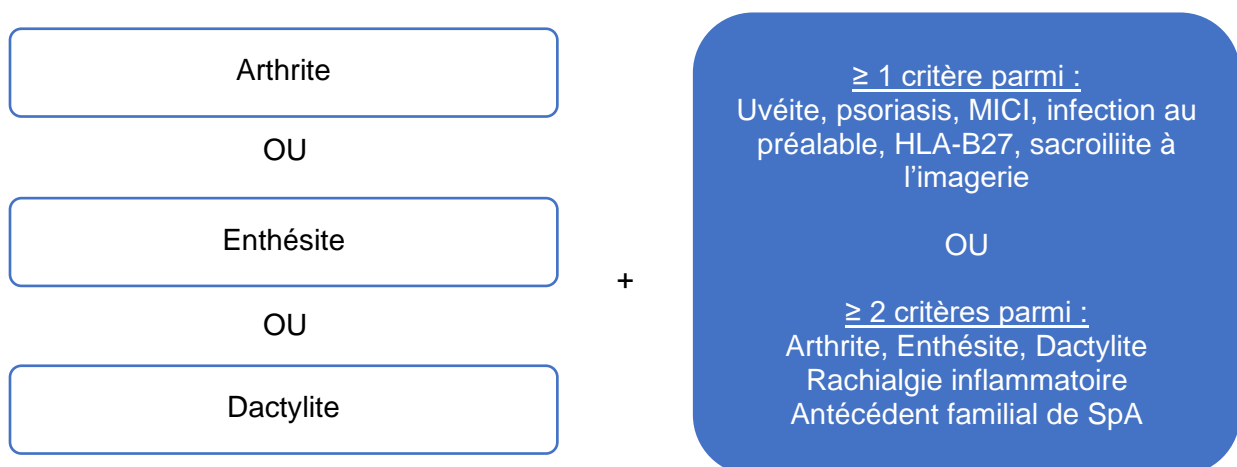 Arthrite
OU
Enthésite
OU
Dactylite
+
≥ 1 critère parmi :
Uvéite, psoriasis, MICI, infection au
préalable, HLA-B27, sacroiliite à
l’imagerie
OU
≥ 2 critères parmi :
Arthrite, Enthésite, Dactylite
Rachialgie inflammatoire
Antécédent familial de SpA